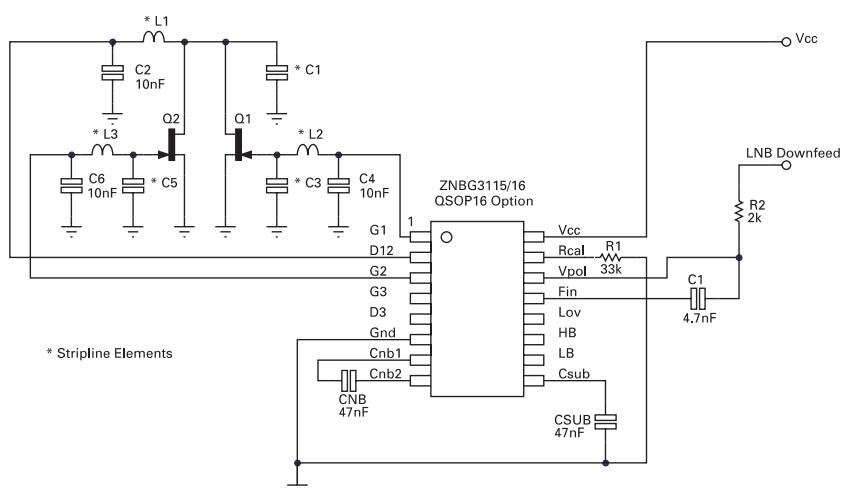 * L1
Vcc
C2
10nF
* C1
Q2
Q1
* L3
* L2
LNB Downfeed
C6
10nF
* C5
* C3
C4
10nF
ZNBG3115/16
QSOP16 Option
R2
2k
1
G1
Vcc
D12
Rcal
R1
33k
G2
Vpol
G3
Fin
C1
4.7nF
D3
Lov
* Stripline Elements
Gnd
HB
Cnb1
LB
Cnb2
Csub
CNB
47nF
CSUB
47nF